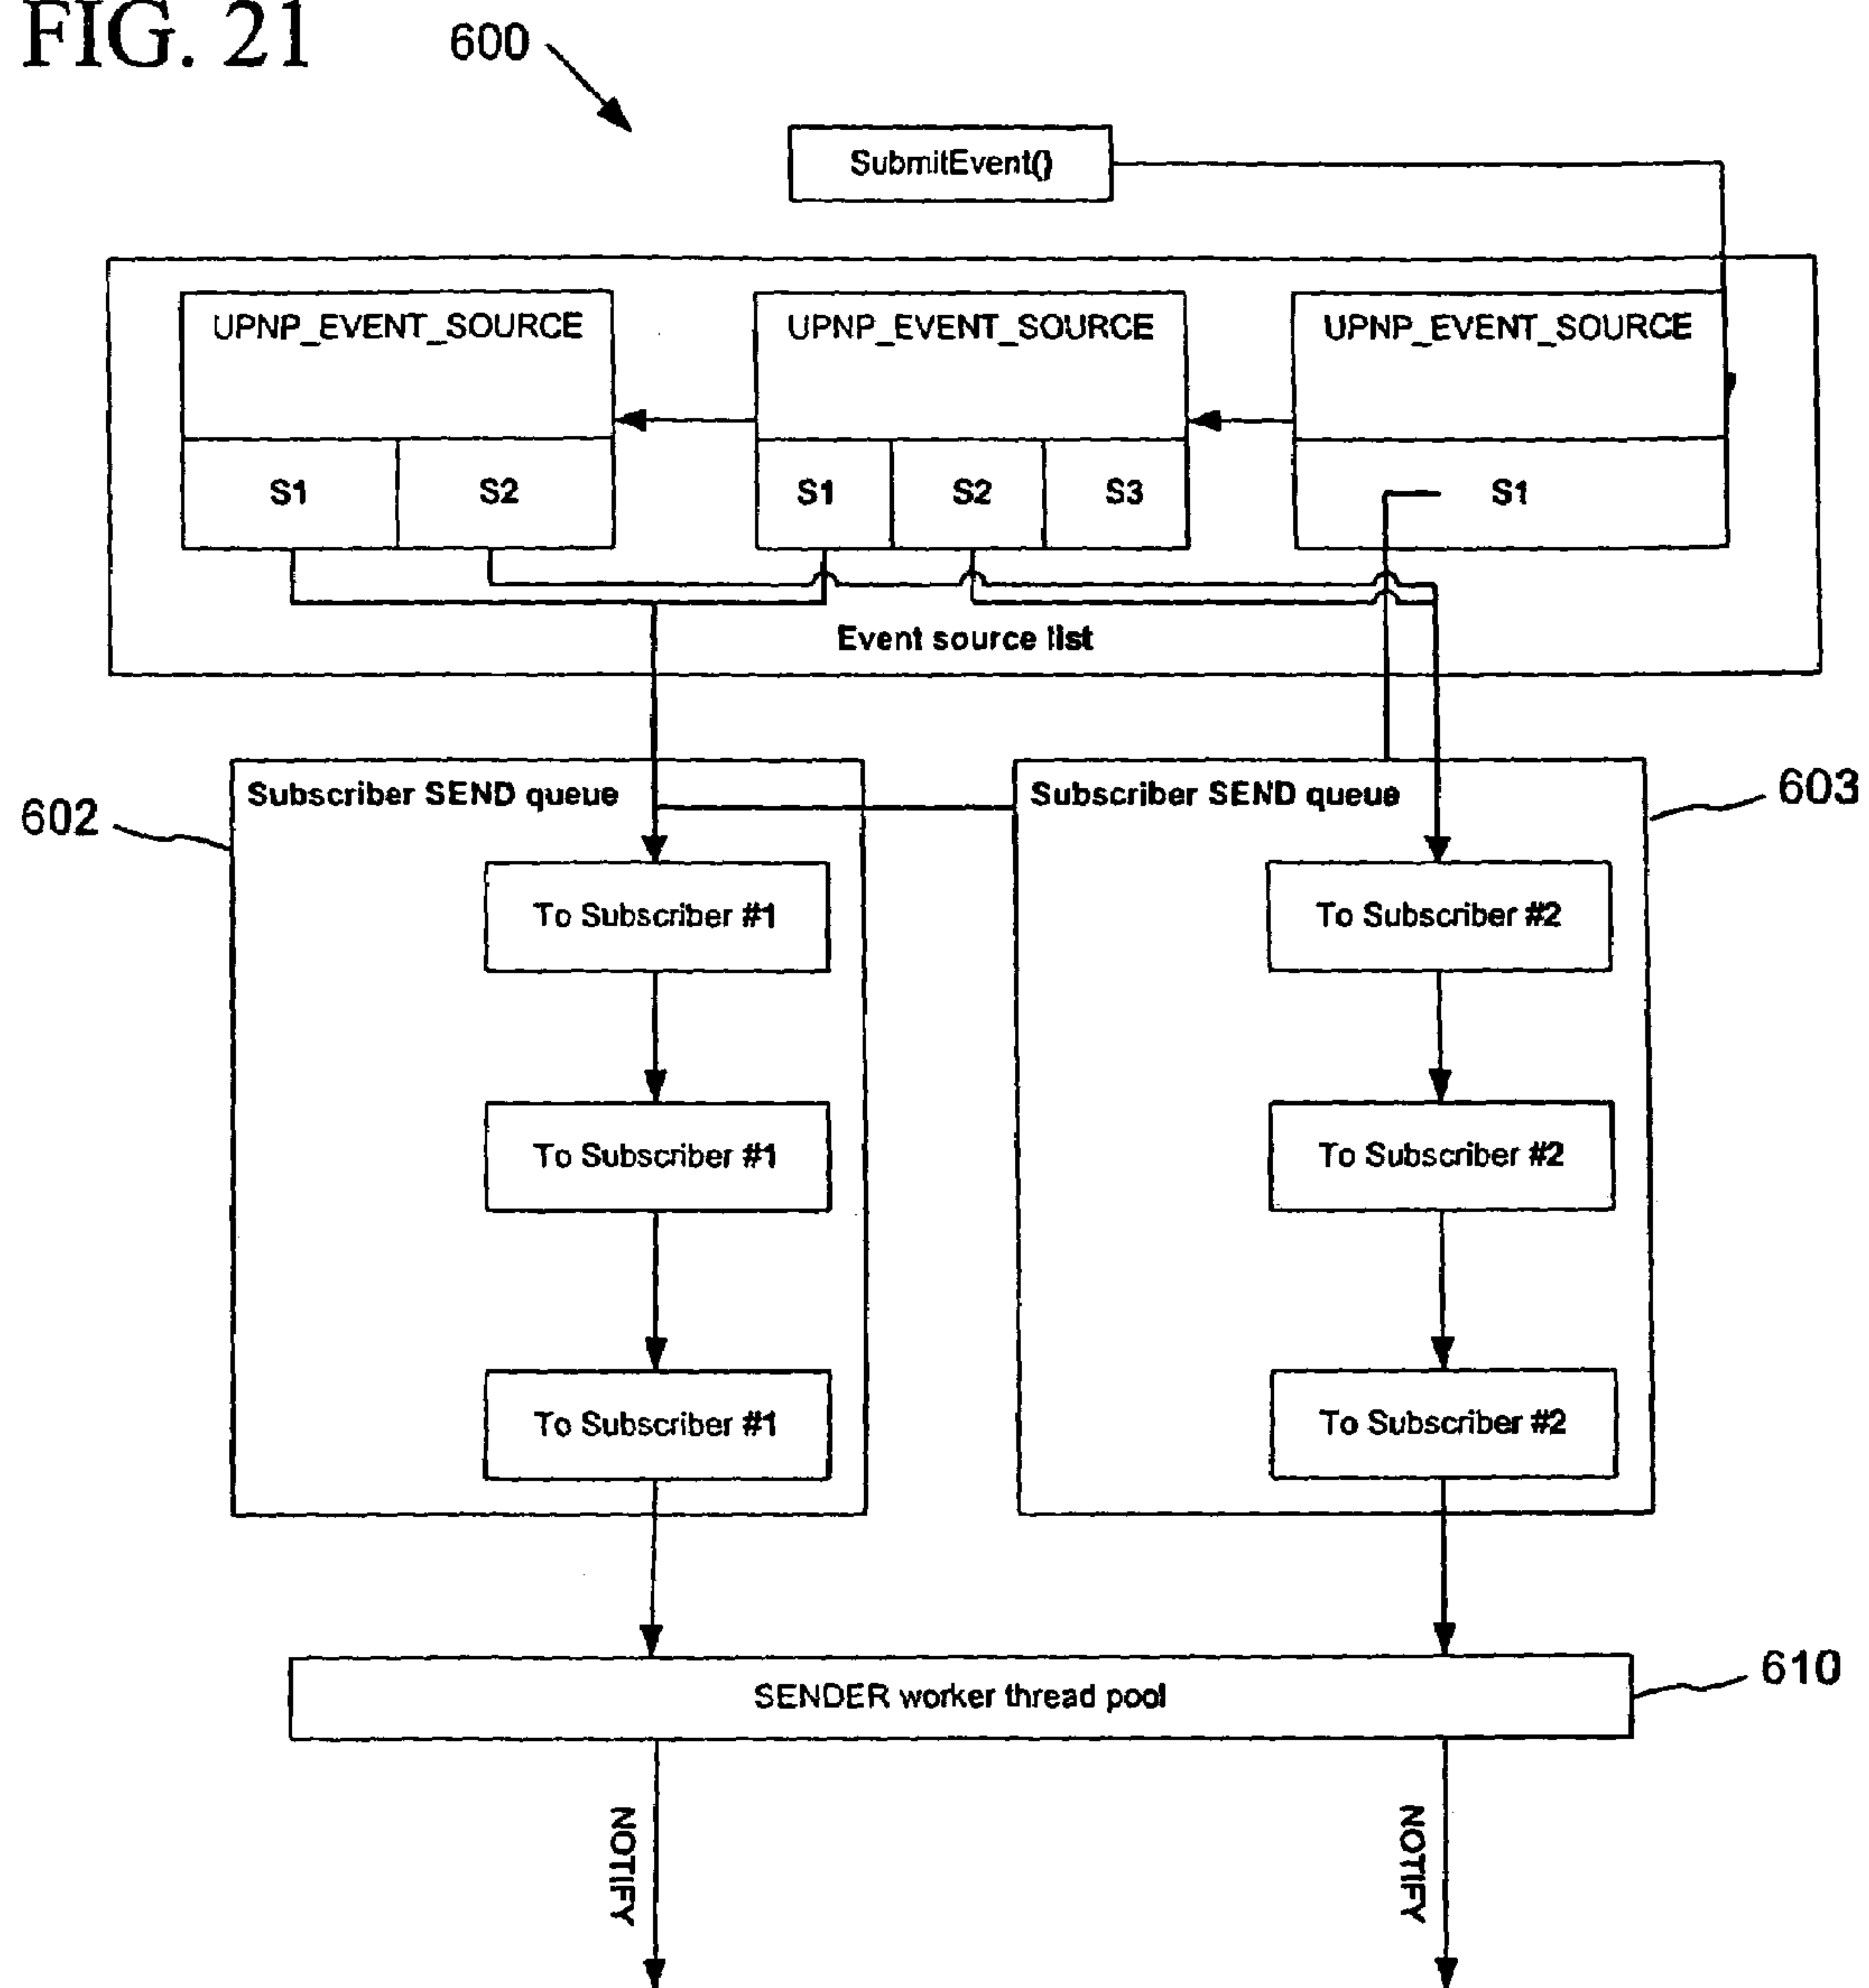 FIG. 21
600
SubmitEvent()
UPNP_EVENT_SOURCE
UPNP_EVENT_SOURCE
UPNP_EVENT_SOURCE
S1
S2
S1
S2
S3
S1
Event source list
602
Subscriber SEND queue
Subscriber SEND queue
603
To Subscriber #1
To Subscriber #2
To Subscriber #1
To Subscriber #2
To Subscriber #1
To Subscriber #2
SENDER worker thread pool
610
NOTIFY
NOTIFY